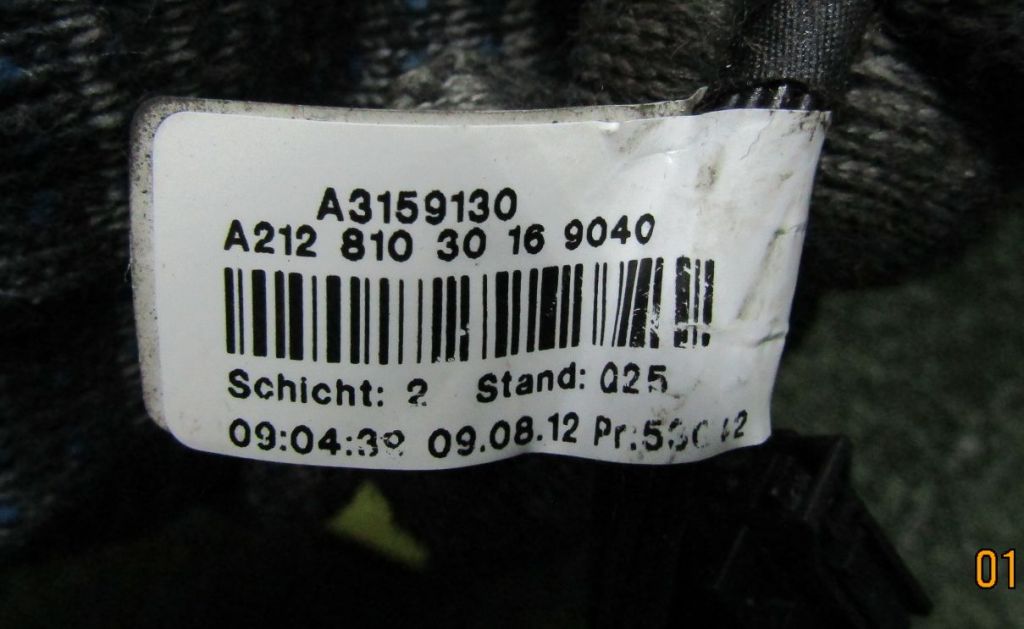 A3159130
A212 810 30 16 9040
Schicht: 2 Stand: 025
09.08.12
01